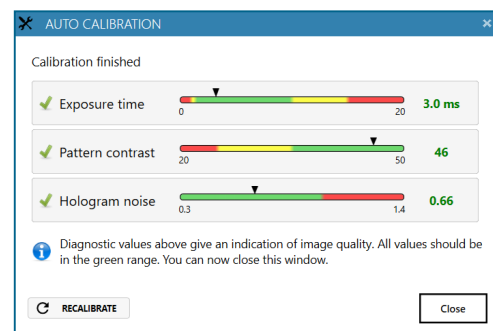 AUTO CALIBRATION
Calibration finished
Exposure time
0
20
3.0 ms
Pattern contrast
20
50
46
Hologram noise
0.3
1.4
0.66
Diagnostic values above give an indication of image quality. All values should be
in the green range. You can now close this window.
RECALIBRATE
Close